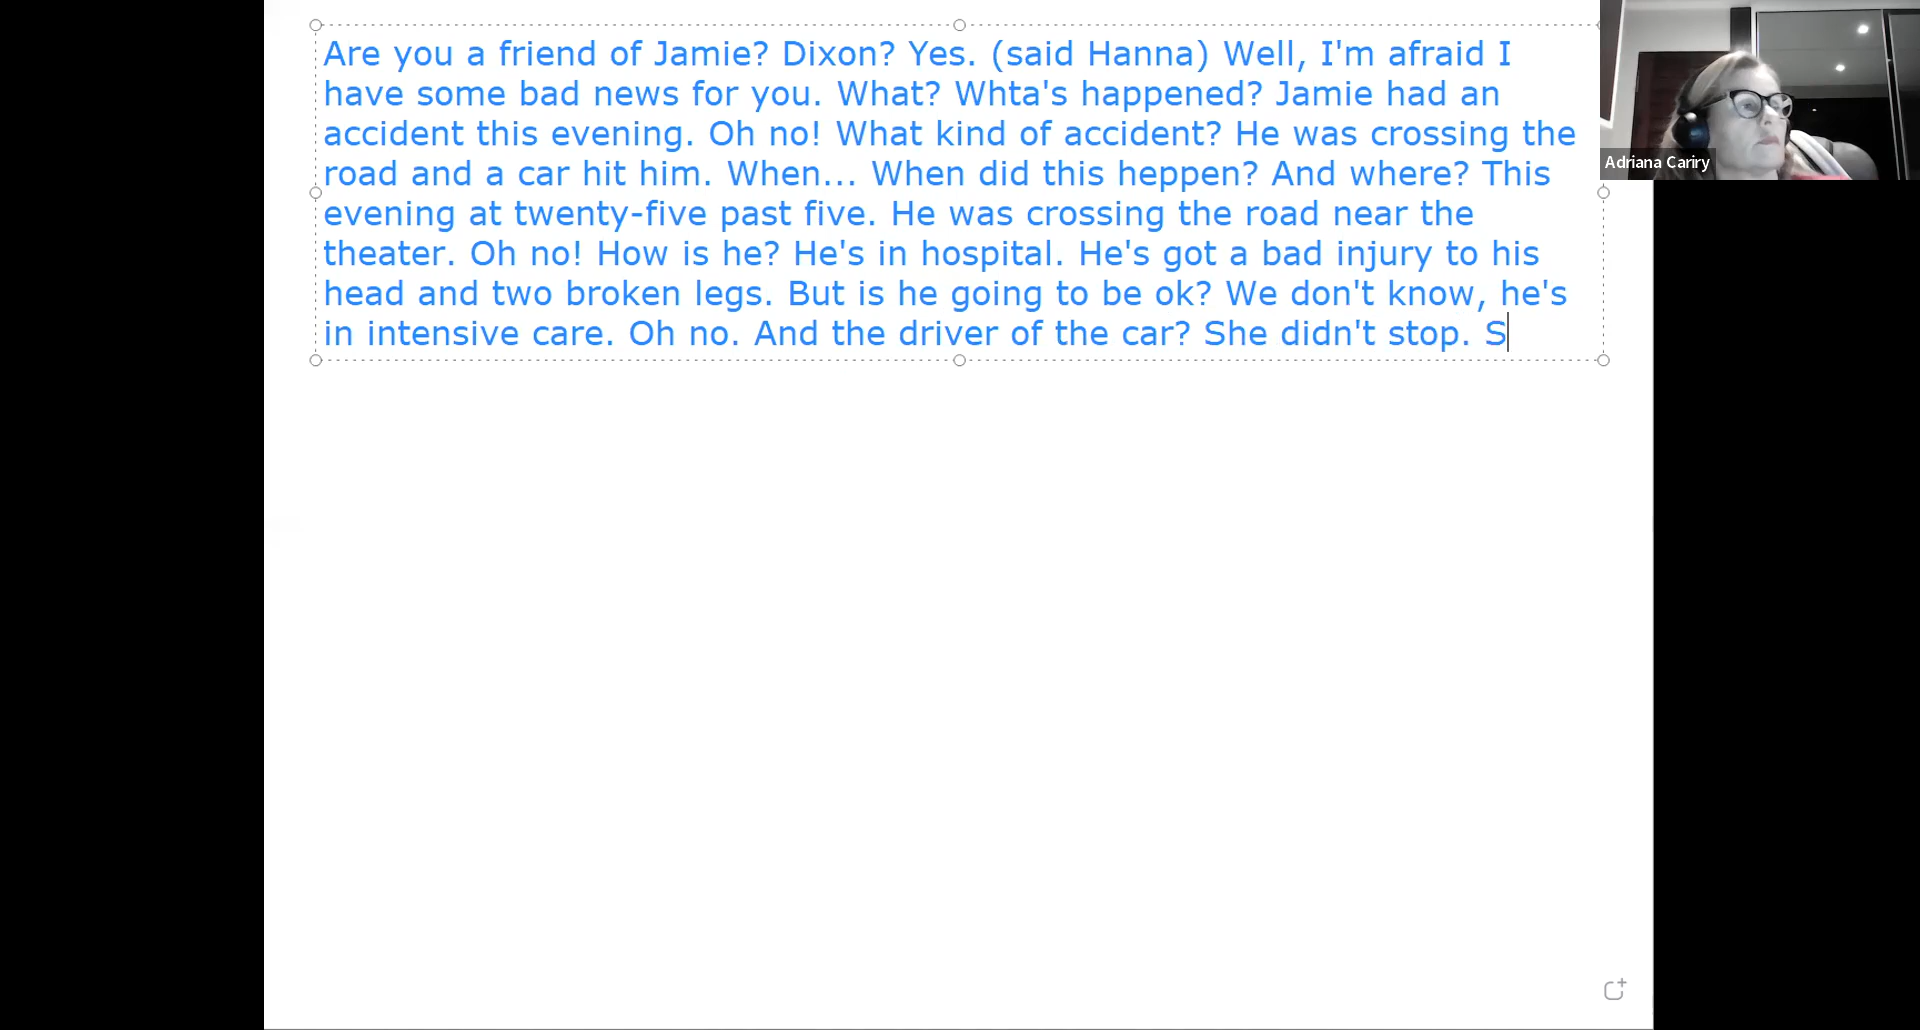 Are you a friend of Jamie? Dixon? Yes. (said Hanna) Well, I'm afraid I
have some bad news for you. What? Whta's happened? Jamie had an
accident this evening. Oh no! What kind of accident? He was crossing the
road and a car hit him. When... When did this heppen? And where? This
evening at twenty-five past five. He was crossing the road near the
theater. Oh no! How is he? He's in hospital. He's got a bad injury to his
head and two broken legs. But is he going to be ok? We don't know, he's
in intensive care. Oh no. And the driver of the car? She didn't stop. S
Adriana Cariry